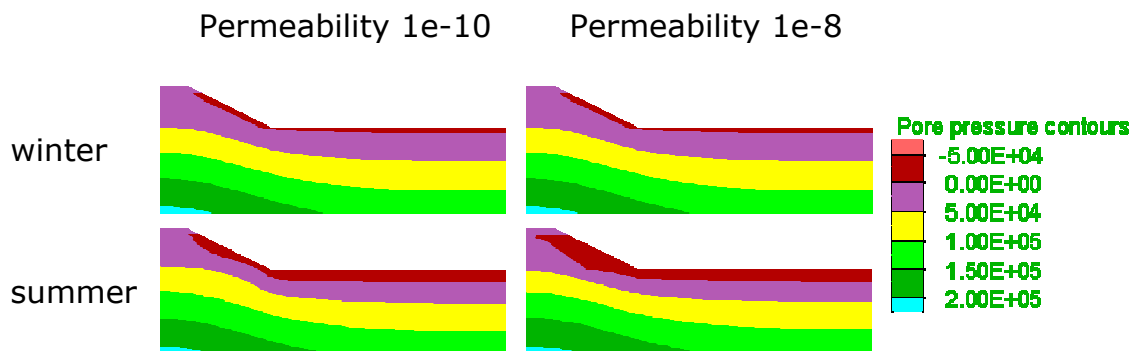 Permeability 1e-10 Permeability 1e-8
winter
summer
Pore pressure contours
-5.00E+04
0.00E+00
5.00E+04
1.00E+05
1.50E+05
2.00E+05